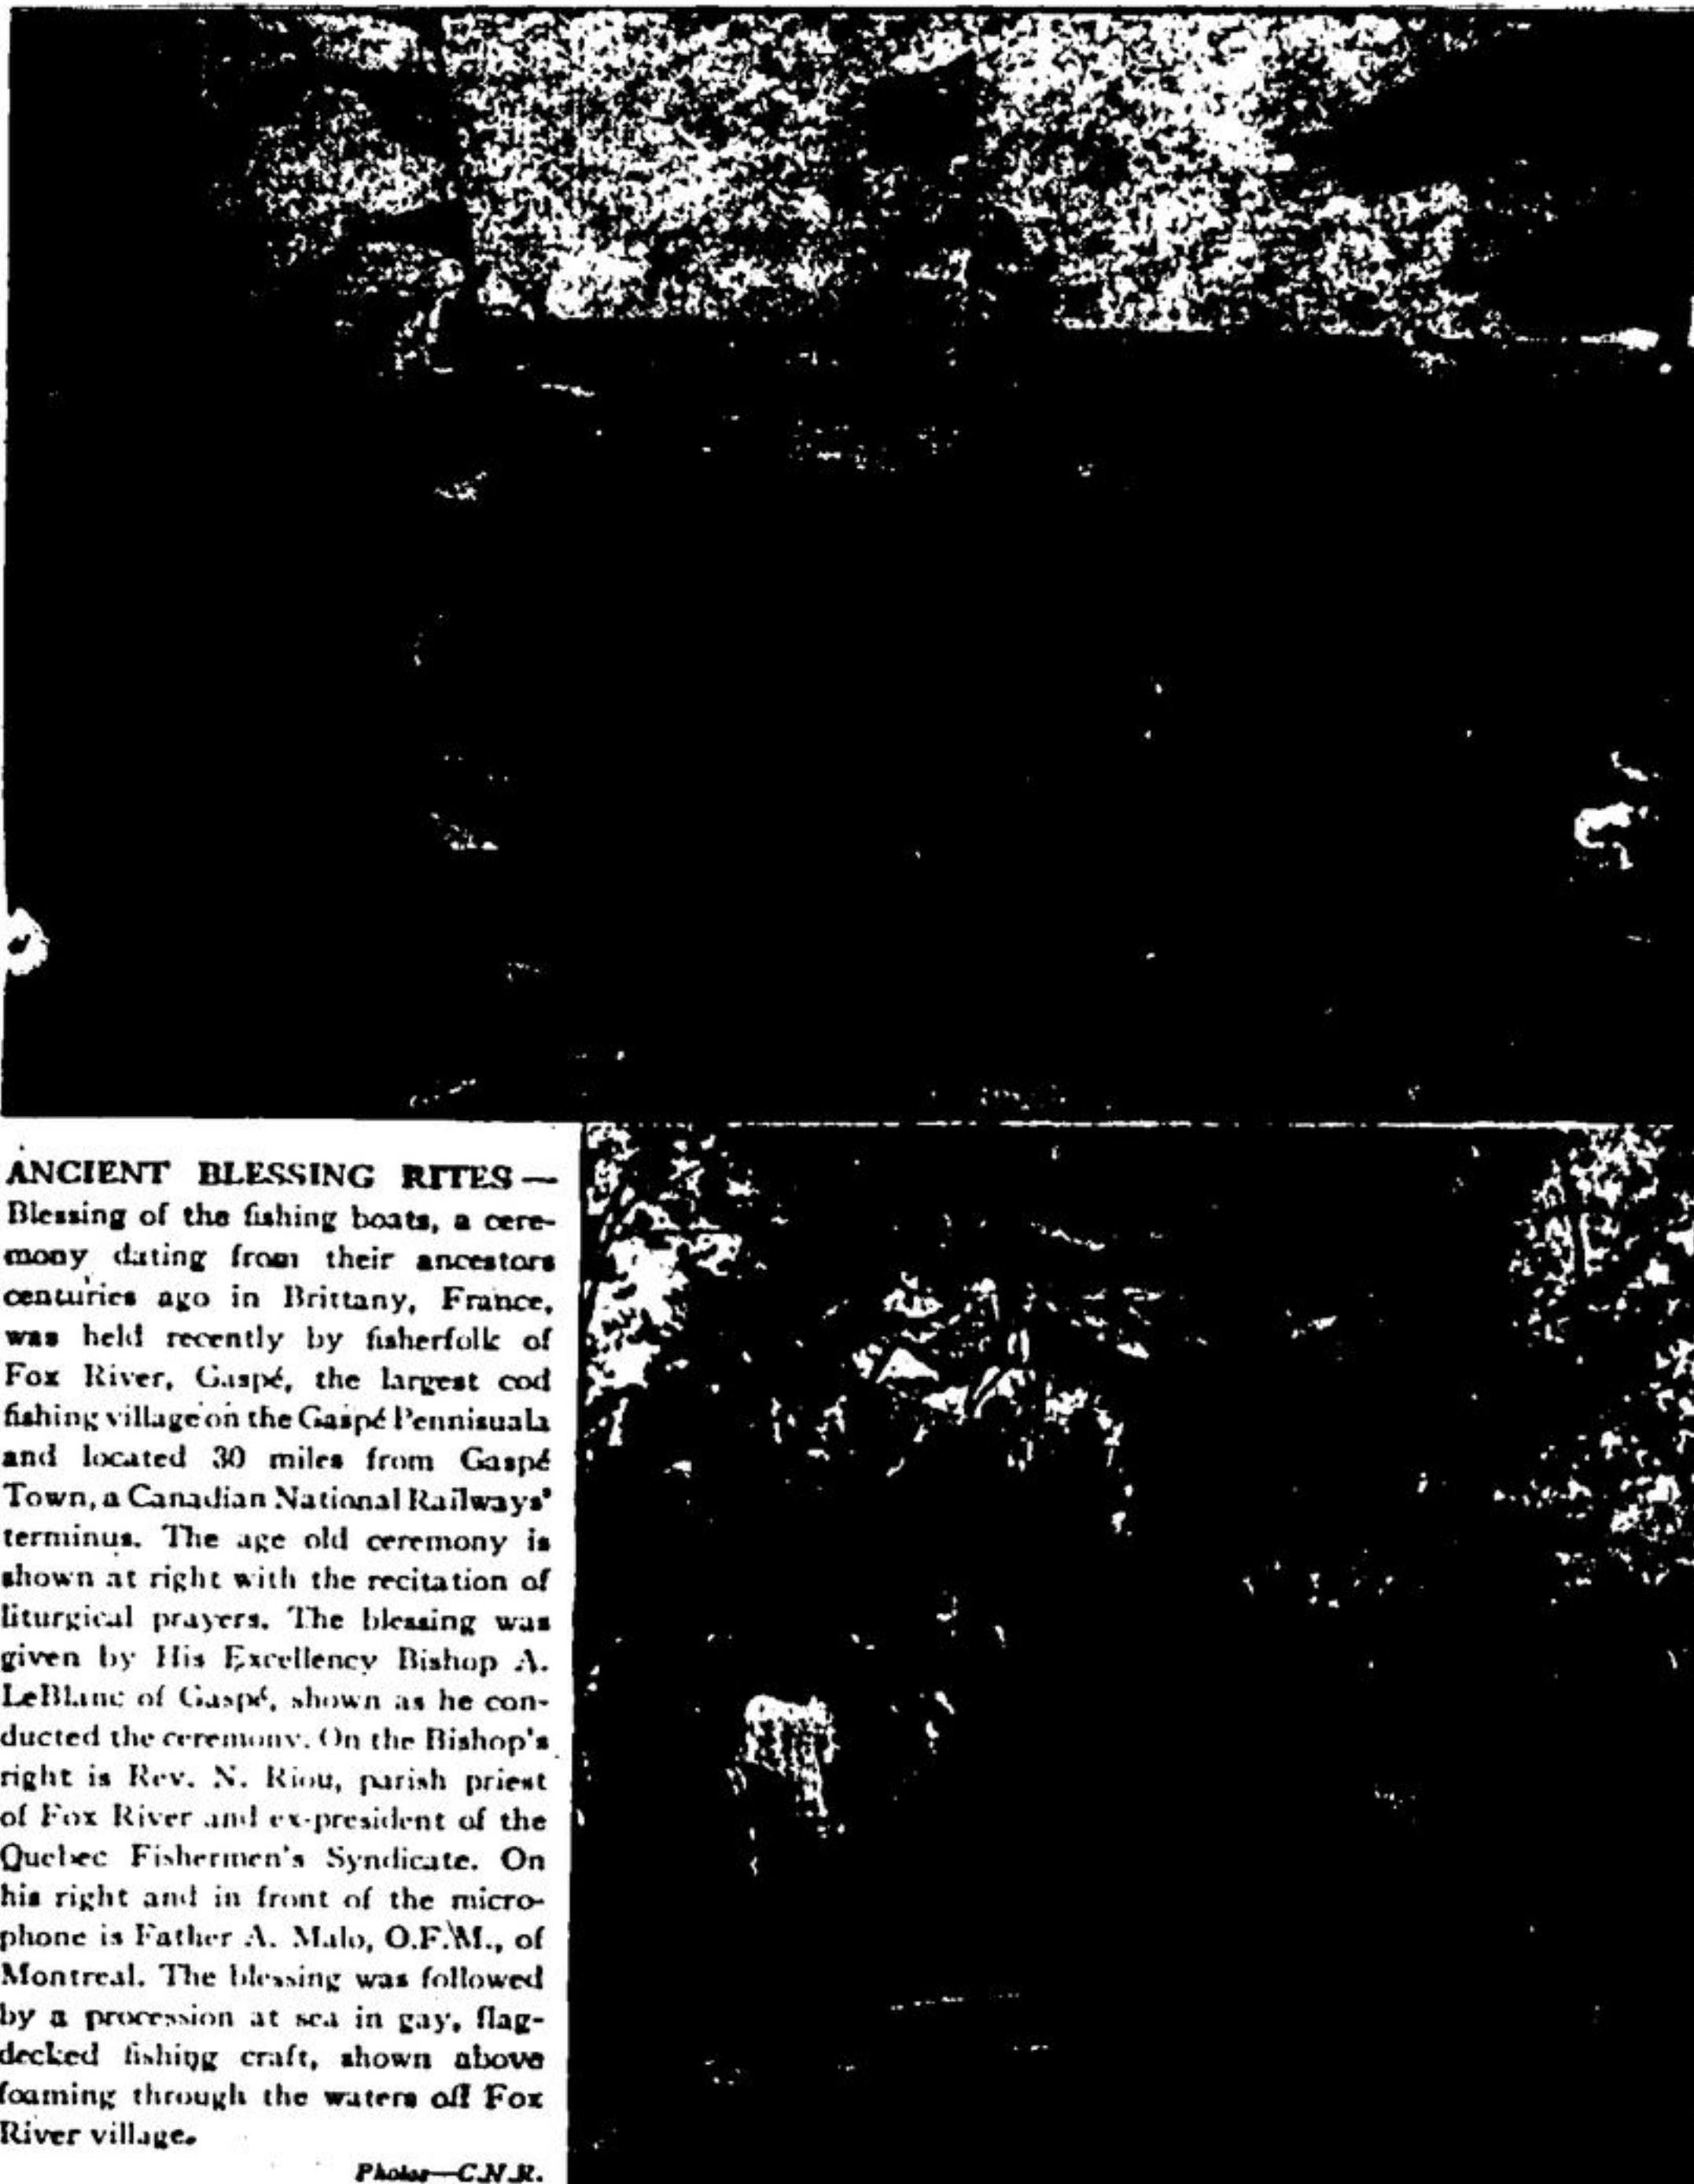 ANCIENT BLESSING RITES—
Blessing of the fishing boats, a cere-
mony dating from their ancestors
centuries ago in Brittany, France,
was held recently by fisherfolk of
Fox River, Gaspé, the largest cod
fishing village on the Gaspé Pennisuala
and located 30 miles from Gaspé
Town, a Canadian National Railways'
terminus. The age old ceremony is
shown at right with the recitation of
liturgical prayers. The blessing was
given by His Excellency Bishop A.
LeBlanc of Gaspé, shown as he con-
ducted the ceremony. On the Bishop's
right is Rev. N. Riou, parish priest
of Fox River and ex-president of the
Quebec Fishermen's Syndicate. On
his right and in front of the micro-
phone is Father A. Malo, O.F.M., of
Montreal. The blessing was followed
by a procession at sea in gay, flag-
decked fishing craft, shown above
foaming through the waters off Fox
River village.
Photos—C.N.R.